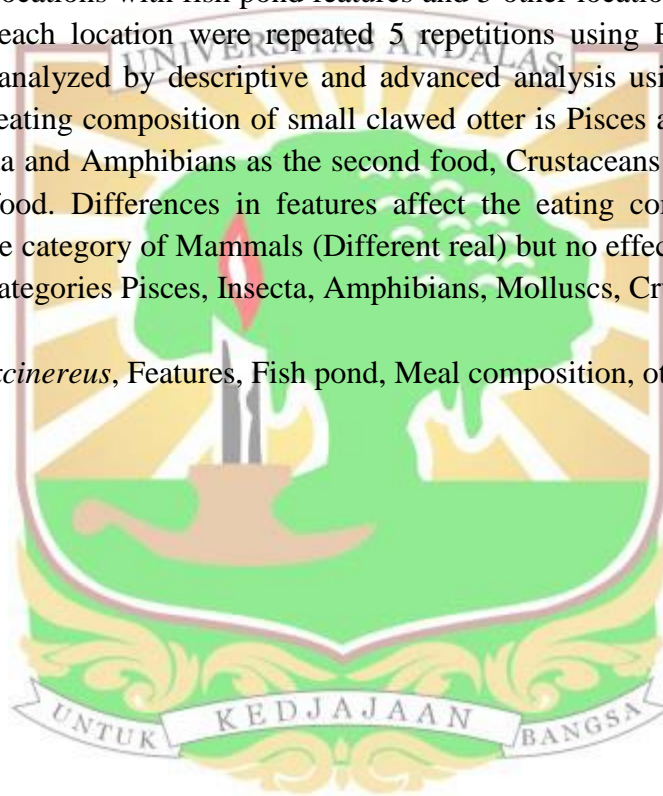 locations with fish pond features and 5 other location
each location were repeated 5 repetitions using
UNIVERSITAS ANDALAS
analyzed by descriptive and advanced analysis usi
eating composition of small clawed otter is Pisces a
a and Amphibians as the second food, Crustaceans
food. Differences in features affect the eating con
e category of Mammals (Different real) but no effec
ategories Pisces, Insecta, Amphibians, Molluscs, Cr
cinereus, Features, Fish pond, Meal composition, ot
UNTUK KEDJAJAAN BANGSA